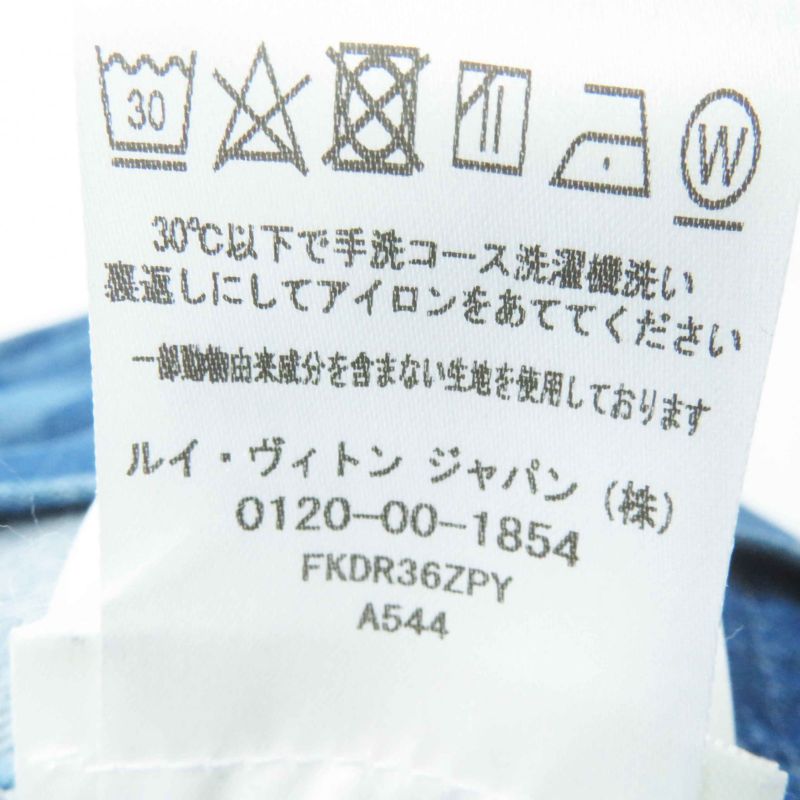 30
W
30℃以下で手洗コース洗濯機洗い
裏返しにしてアイロンをあててください
一部動物由来成分を含まない生地を使用しております
ルイ・ヴィトン ジャパン (株)
0120-00-1854
FKDR36ZPY
A544